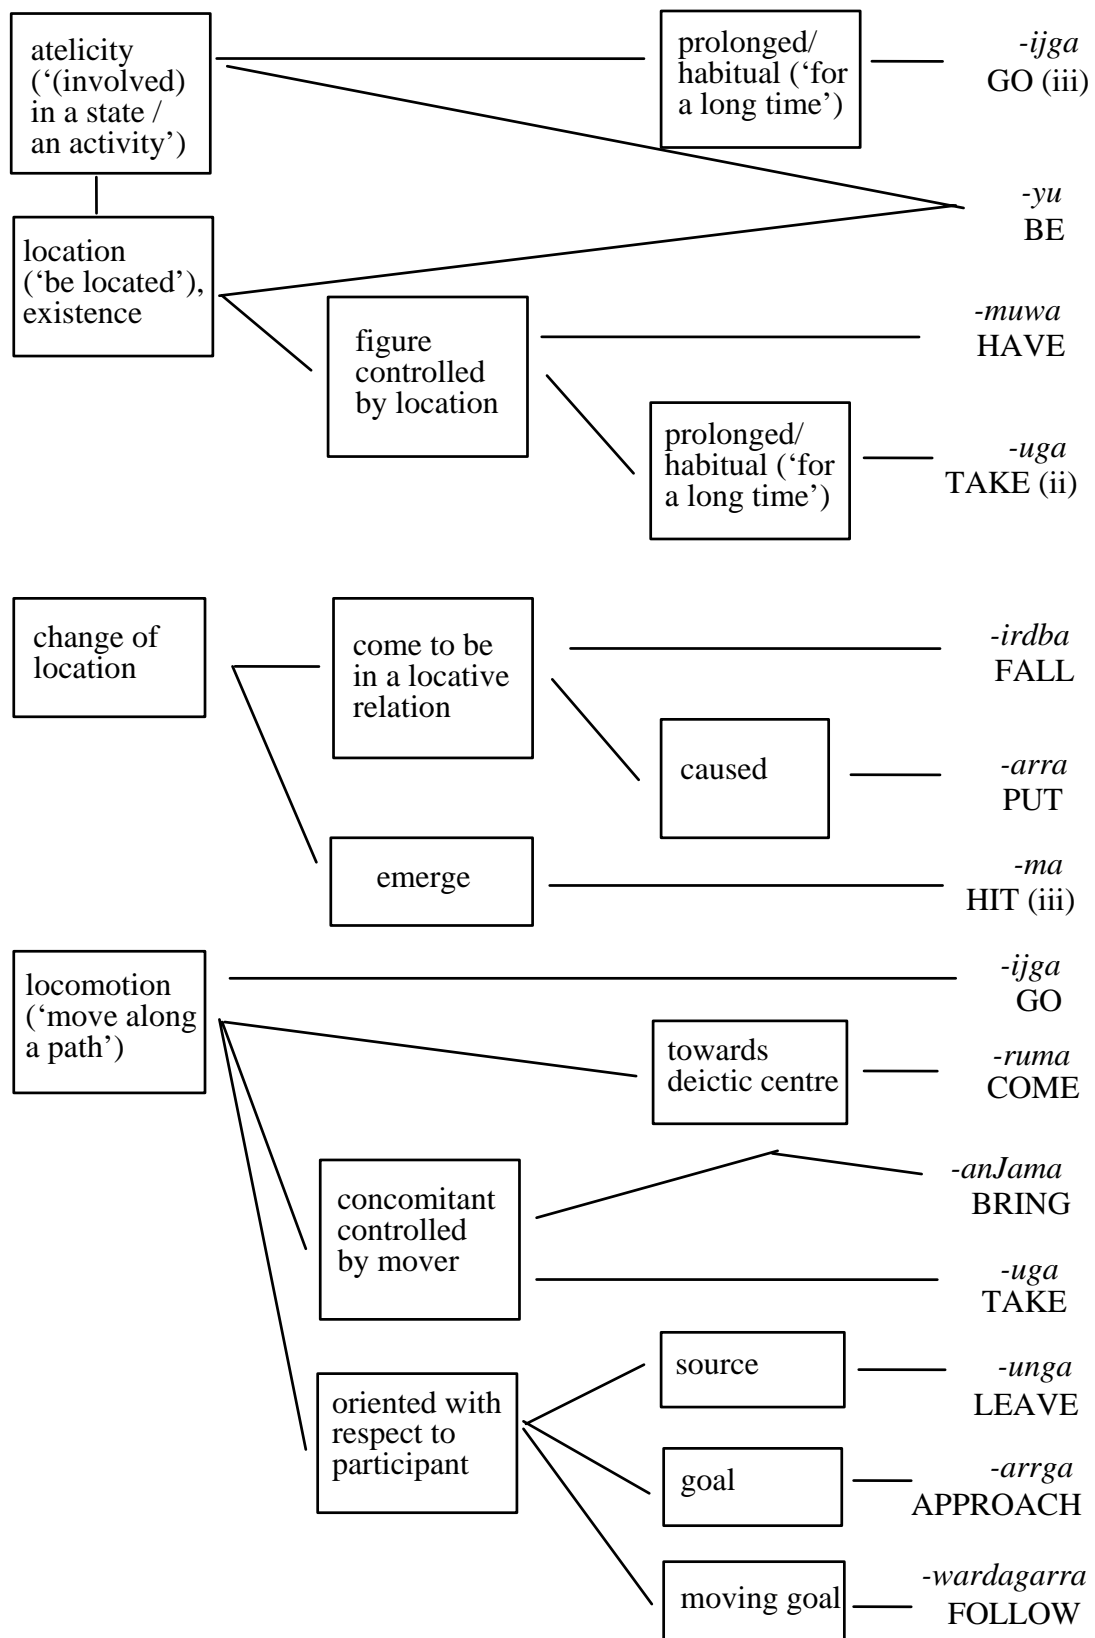 atelicity
(‘(involved)
in a state /
an activity’)
prolonged/
habitual (‘for
a long time’)
-ijga
GO (iii)
-yu
BE
location
(‘be located’),
existence
figure
controlled
by location
-muwa
HAVE
prolonged/
habitual (‘for
a long time’)
-uga
TAKE (ii)
change of
location
come to be
in a locative
relation
-irdba
FALL
caused
-arra
PUT
emerge
-ma
HIT (iii)
locomotion
(‘move along
a path’)
-ijga
GO
towards
deictic centre
-ruma
COME
concomitant
controlled
by mover
-anJama
BRING
-uga
TAKE
oriented with
respect to
participant
source
-unga
LEAVE
goal
-arrga
APPROACH
moving goal
-wardagarra
FOLLOW